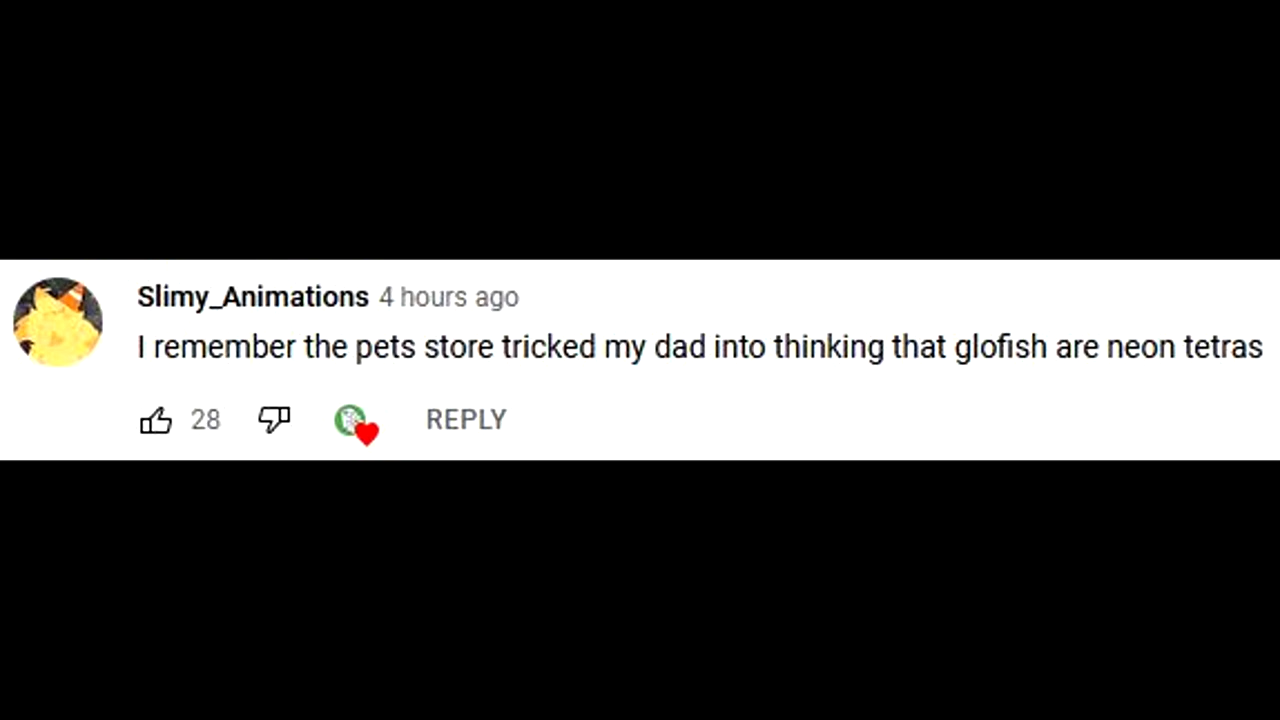 Slimy_Animations 4 hours ago
I remember the pets store tricked my dad into thinking that glofish are neon tetras
28 REPLY